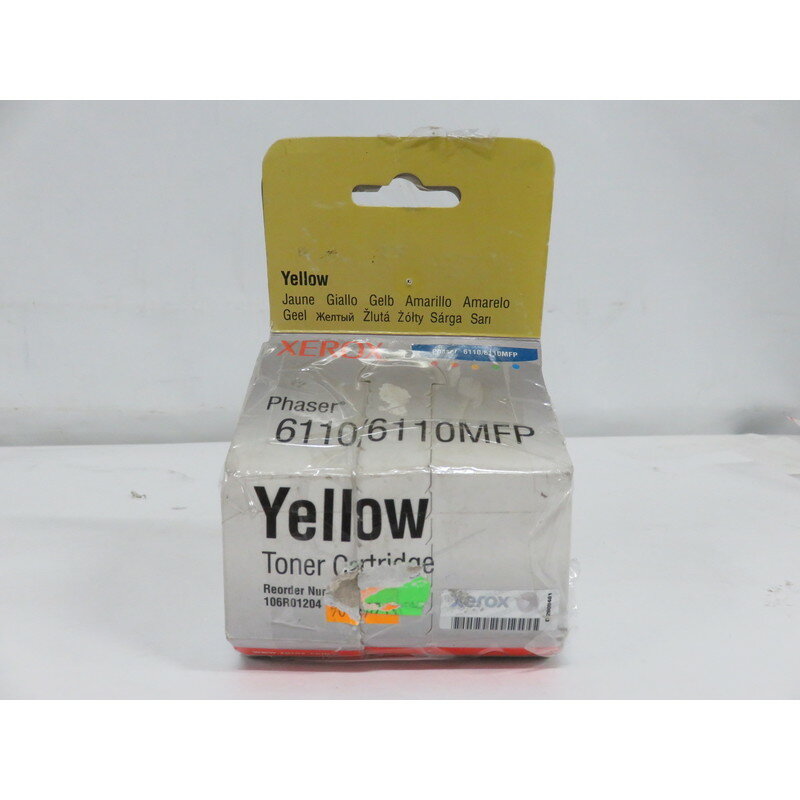 Yellow
Jaune Giallo Gelb Amarillo Amarelo
Geel Желтый Žlutá Żółty Sárga Sarı
XEROX
Phaser 6110/6110MFP
Phaser®
6110/6110MFP
Yellow
Toner Cartridge
Reorder
106R01204
xerox